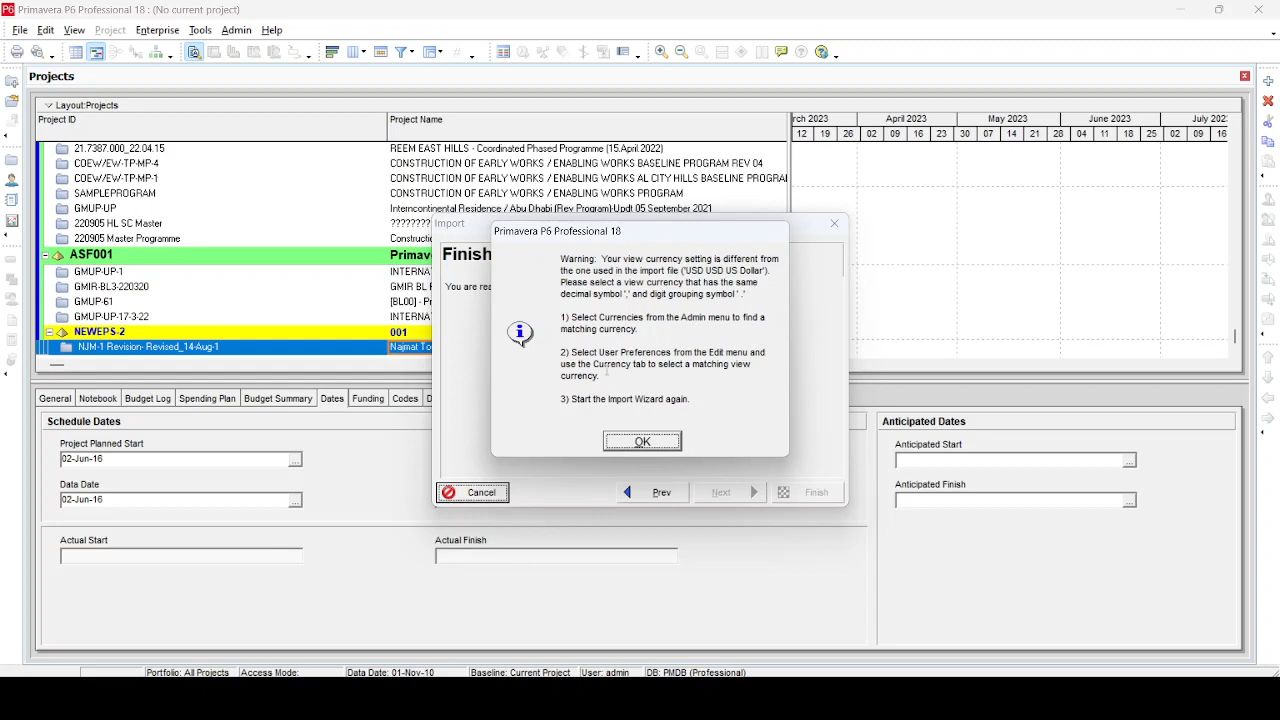 Primavera P6 Professional 18 : (No current project)
File Edit View Project Enterprise Tools Admin Help
Projects
Layout:Projects
Project ID
Project Name
rch 2023 April 2023 May 2023 June 2023 July 202
12 19 26 02 09 16 23 30 07 14 21 28 04 11 18 25 02 09 16
21.7387.000_22.04.15 REEM EAST HILLS - Coordinated Phased Programme (15.April.2022)
COEW/EW-TP-MP-4 CONSTRUCTION OF EARLY WORKS / ENABLING WORKS BASELINE PROGRAM REV 04
COEW/EW-TP-MP-1 CONSTRUCTION OF EARLY WORKS / ENABLING WORKS AL CITY HILLS BASELINE PROGRAI
SAMPLEPROGRAM CONSTRUCTION OF EARLY WORKS / ENABLING WORKS PROGRAM
GMUP-UP Interncontinental Residence / Abu Dhabi (Rev Program)-Updt 05 September 2021
220905 HL SC Master ????????
220905 Master Programme Constructi
ASF001 Primav
GMUP-UP-1 INTERNA
GMIR-BL3-220320 GMIR BL
GMUP-61 [BL00] - P
GMUP-UP-17-3-22 INTERNA
NEWEPS-2 001
NJM-1 Revision- Revised_14-Aug-1 Najmat To
Import
Finish
You are rea
Primavera P6 Professional 18
Warning: Your view currency setting is different from
the one used in the import file ('USD USD US Dollar').
Please select a view currency that has the same
decimal symbol ',' and digit grouping symbol ' .'
1) Select Currencies from the Admin menu to find a
matching currency.
2) Select User Preferences from the Edit menu and
use the Currency tab to select a matching view
currency.
3) Start the Import Wizard again.
OK
Cancel Prev Next Finish
General Notebook Budget Log Spending Plan Budget Summary Dates Funding Codes D
Schedule Dates
Project Planned Start
02-Jun-16
Data Date
02-Jun-16
Actual Start
Actual Finish
Anticipated Dates
Anticipated Start
Anticipated Finish
Portfolio: All Projects Access Mode: Data Date: 01-Nov-10 Baseline: Current Project User: admin DB: PMDB (Professional)